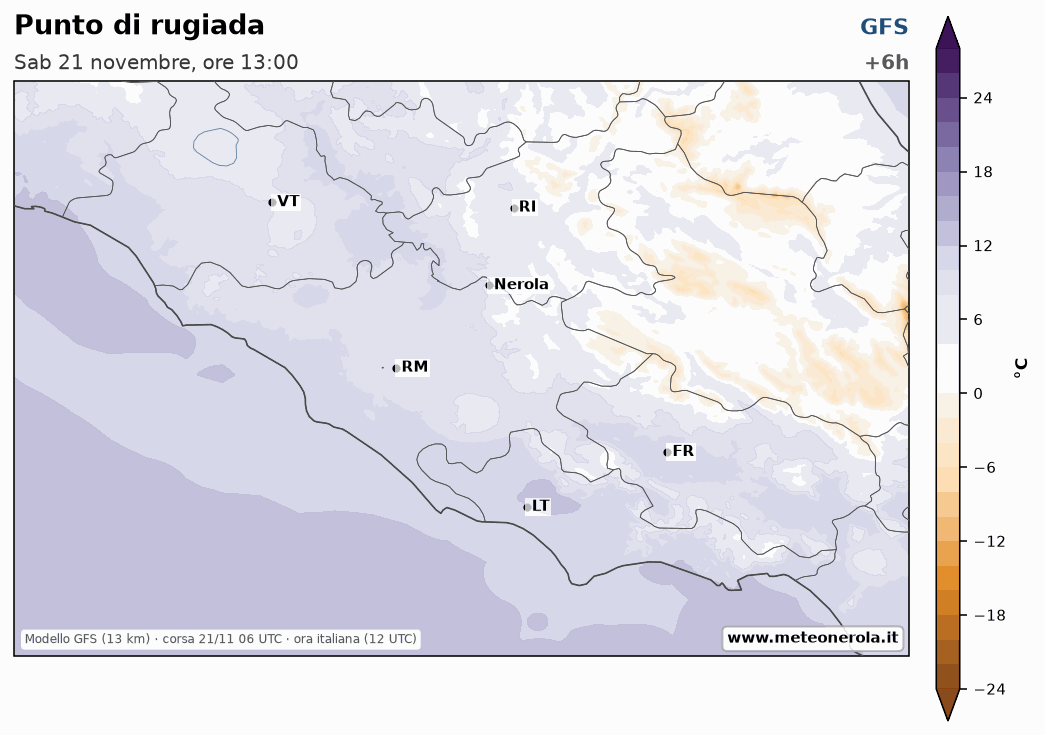 Punto di rugiada
GFS
Sab 21 novembre, ore 13:00
+6h
VT
RI
Nerola
RM
FR
LT
24
18
12
6
0
−6
−12
−18
−24
°C
Modello GFS (13 km) · corsa 21/11 06 UTC · ora italiana (12 UTC)
www.meteonerola.it